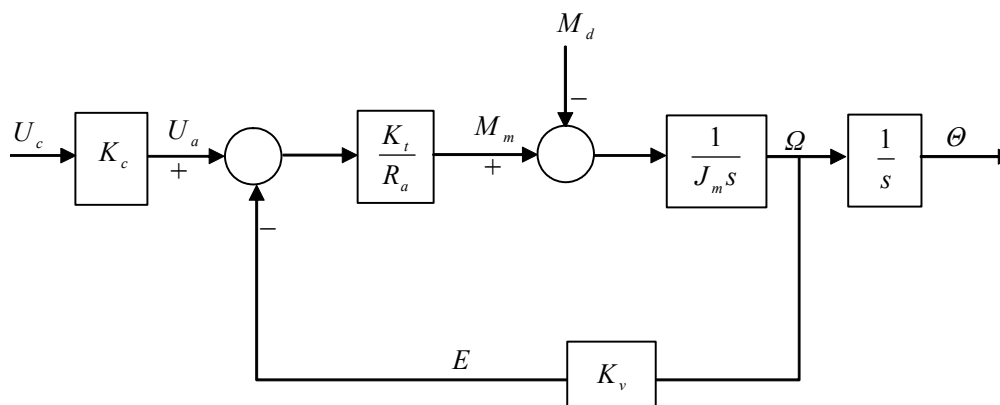 M_d
−
U_c
K_c
U_a
+
K_t
R_a
M_m
+
1
J_m s
Ω
1
s
Θ
−
E
K_v